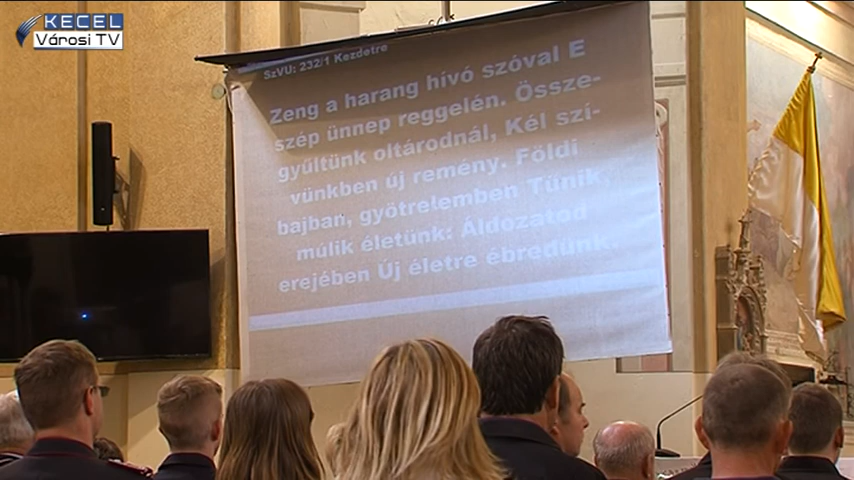 KECEL
Városi TV
SzVU: 232/1 Kezdetre
Zeng a harang hívó szóval E
szép ünnep reggelén. Össze-
gyűltünk oltárodnál, Kél szí-
vünkben új remény. Földi
bajban, gyötrelemben Tűnik,
múlik életünk: Áldozatod
erejében Új életre ébredünk.